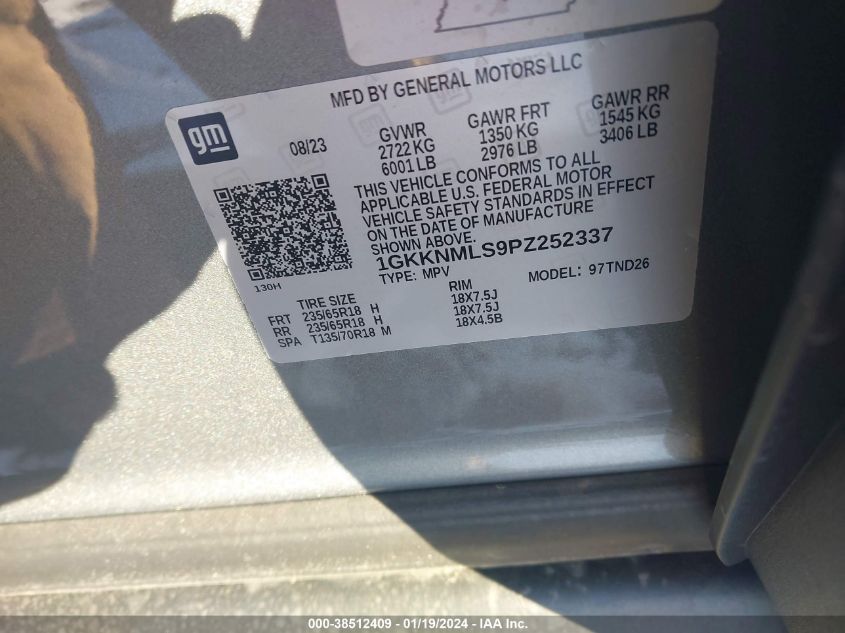 MFD BY GENERAL MOTORS LLC
gm
08/23
GVWR
2722 KG
6001 LB
GAWR FRT
1350 KG
2976 LB
GAWR RR
1545 KG
3406 LB
THIS VEHICLE CONFORMS TO ALL
APPLICABLE U.S. FEDERAL MOTOR
VEHICLE SAFETY STANDARDS IN EFFECT
ON THE DATE OF MANUFACTURE
SHOWN ABOVE.
1GKKNMLS9PZ252337
TYPE: MPV
MODEL: 97TND26
130H
TIRE SIZE RIM
FRT 235/65R18 H 18X7.5J
RR 235/65R18 H 18X7.5J
SPA T135/70R18 M 18X4.5B
000-38512409 - 01/19/2024 - IAA Inc.